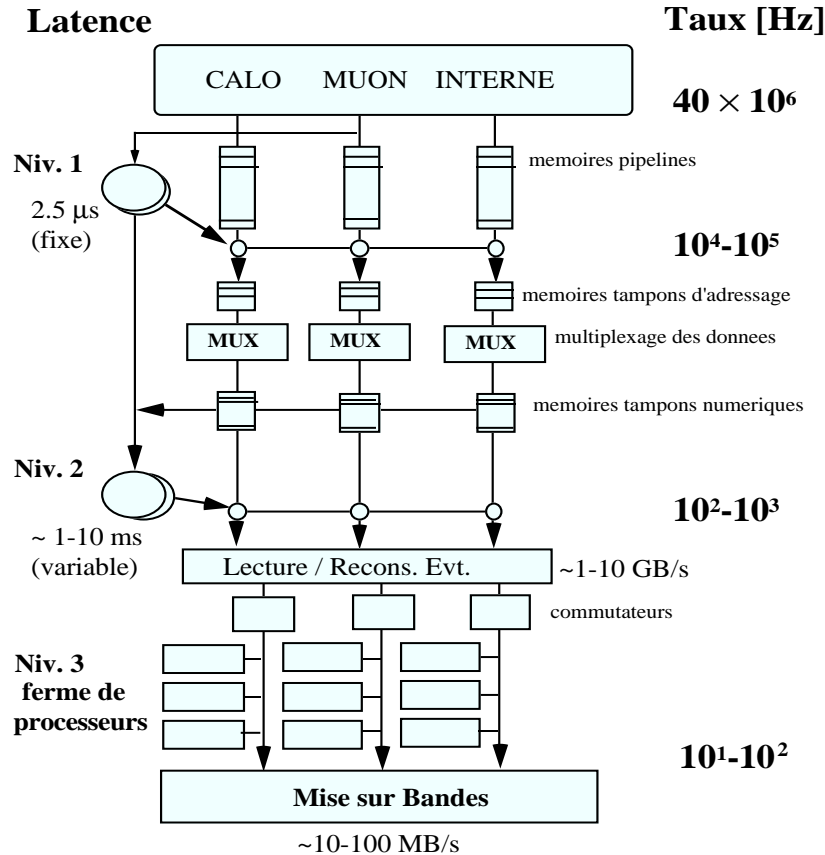 Latence
Taux [Hz]
CALO MUON INTERNE
40 × 10⁶
Niv. 1
memoires pipelines
2.5 μs
(fixe)
10⁴-10⁵
memoires tampons d'adressage
MUX MUX MUX
multiplexage des donnees
memoires tampons numeriques
Niv. 2
10²-10³
~ 1-10 ms
(variable)
Lecture / Recons. Evt.
~1-10 GB/s
commutateurs
Niv. 3
ferme de
processeurs
10¹-10²
Mise sur Bandes
~10-100 MB/s